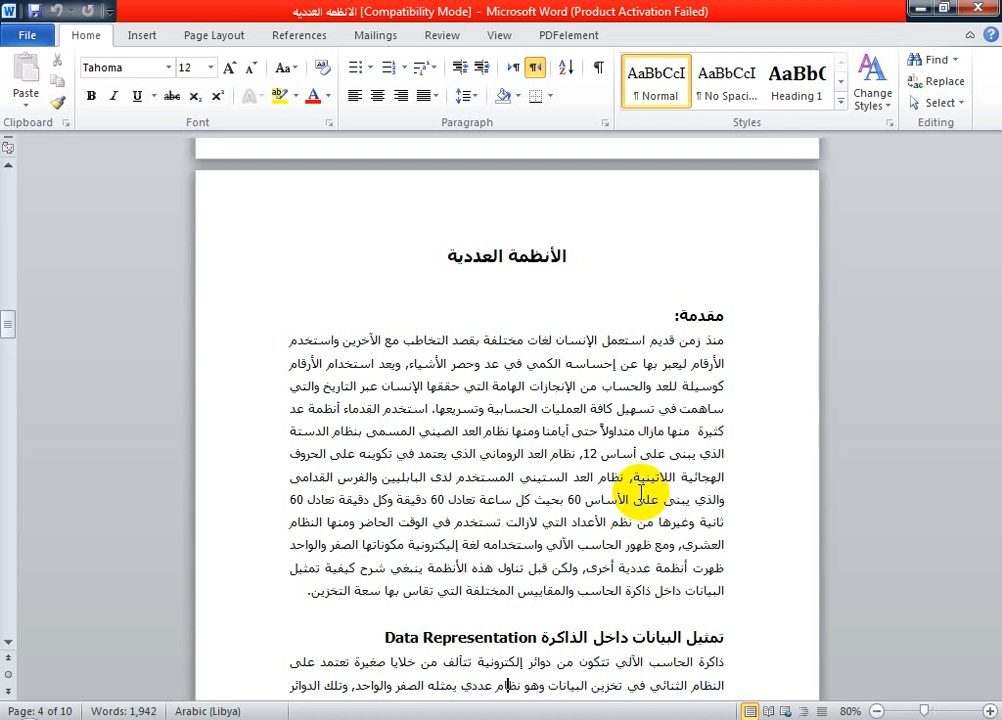 الانظمه العدديه [Compatibility Mode] - Microsoft Word (Product Activation Failed)
File Home Insert Page Layout References Mailings Review View PDFelement
Tahoma 12 Aa AaBbCcI AaBbCcI AaBbC Find
Paste Change Styles Replace
B I U abc x₂ x² A ab A ¶ Normal ¶ No Spaci... Heading 1 Select
Clipboard Font Paragraph Styles Editing
الأنظمة العددية
مقدمة:
منذ زمن قديم استعمل الإنسان لغات مختلفة بقصد التخاطب مع الآخرين واستخدم
الأرقام ليعبر بها عن إحساسه الكمي في عد وحصر الأشياء, ويعد استخدام الأرقام
كوسيلة للعد والحساب من الإنجازات الهامة التي حققها الإنسان عبر التاريخ والتي
ساهمت في تسهيل كافة العمليات الحسابية وتسريعها. استخدم القدماء أنظمة عد
كثيرة منها مازال متداولاً حتى أيامنا ومنها نظام العد الصيني المسمى بنظام الدستة
الذي يبنى على أساس 12, نظام العد الروماني الذي يعتمد في تكوينه على الحروف
الهجائية اللاتينية, نظام العد الستيني المستخدم لدى البابليين والفرس القدامى
والذي يبنى على الأساس 60 بحيث كل ساعة تعادل 60 دقيقة وكل دقيقة تعادل 60
ثانية وغيرها من نظم الأعداد التي لازالت تستخدم في الوقت الحاضر ومنها النظام
العشري, ومع ظهور الحاسب الآلي واستخدامه لغة إليكترونية مكوناتها الصفر والواحد
ظهرت أنظمة عددية أخرى, ولكن قبل تناول هذه الأنظمة ينبغي شرح كيفية تمثيل
البيانات داخل ذاكرة الحاسب والمقاييس المختلفة التي تقاس بها سعة التخزين.
تمثيل البيانات داخل الذاكرة Data Representation
ذاكرة الحاسب الآلي تتكون من دوائر إلكترونية تتألف من خلايا صغيرة تعتمد على
النظام الثنائي في تخزين البيانات وهو نظام عددي يمثله الصفر والواحد, وتلك الدوائر
Page: 4 of 10 Words: 1,942 Arabic (Libya) 80%